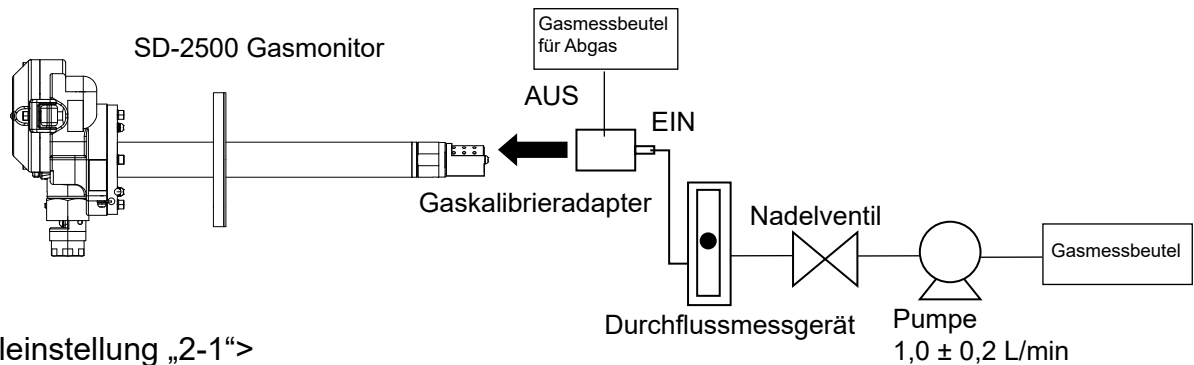 Gasmessbeutel
für Abgas
SD-2500 Gasmonitor
AUS
EIN
Gaskalibrieradapter
Nadelventil
Gasmessbeutel
Durchflussmessgerät
Pumpe
1,0 ± 0,2 L/min
leinstellung „2-1“>